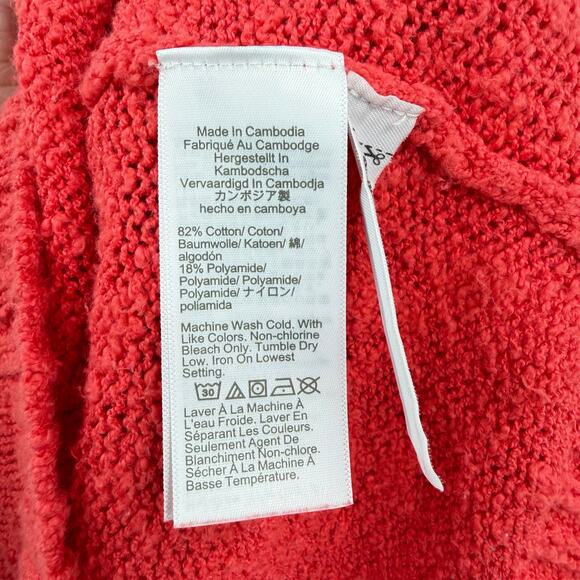 Made In Cambodia
Fabriqué Au Cambodge
Hergestellt In
Kambodscha
Vervaardigd In Cambodja
カンボジア製
hecho en camboya
82% Cotton/ Coton/
Baumwolle/ Katoen/ 綿/
algodón
18% Polyamide/
Polyamide/ Polyamide/
Polyamide/ ナイロン/
poliamida
Machine Wash Cold. With
Like Colors. Non-chlorine
Bleach Only. Tumble Dry
Low. Iron On Lowest
Setting.
30
Laver À La Machine À
L'eau Froide. Laver En
Séparant Les Couleurs.
Seulement Agent De
Blanchiment Non-chlore.
Sécher À La Machine À
Basse Température.